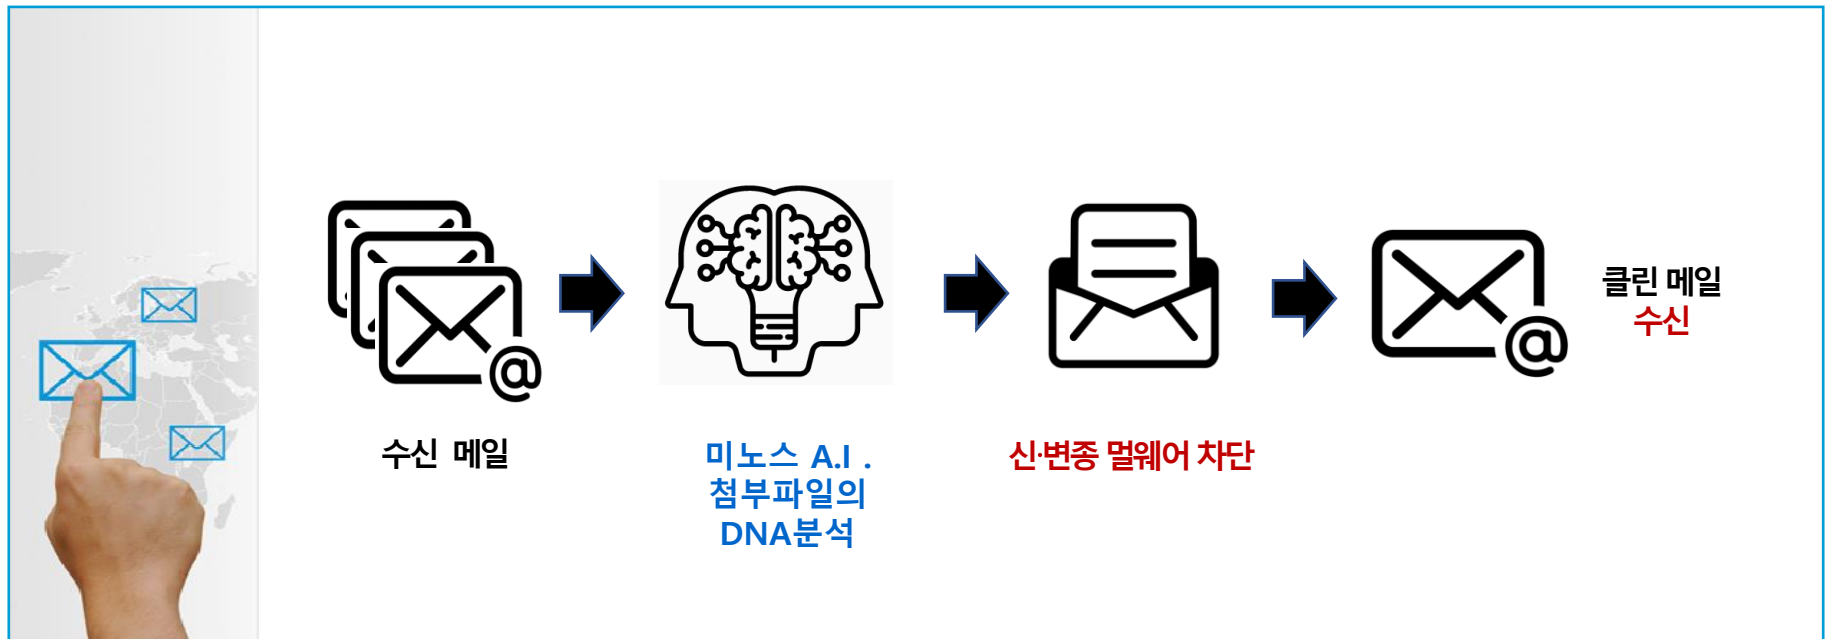 수신 메일
미노스 A.I .
첨부파일의
DNA분석
신·변종 멀웨어 차단
클린 메일
수신